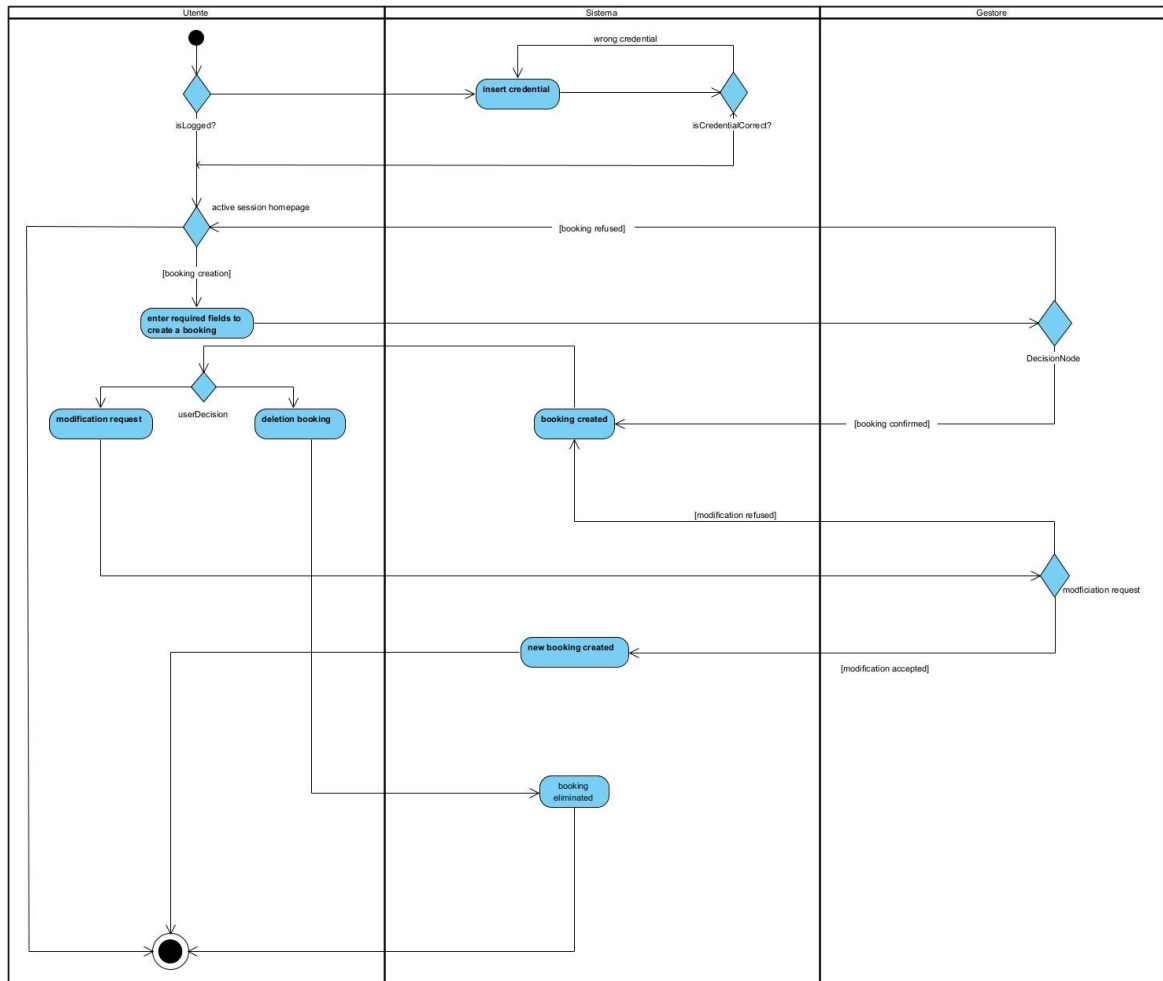 Utente
Sistema
Gestore
wrong credential
insert credential
isLogged?
isCredentialCorrect?
active session homepage
[booking refused]
[booking creation]
enter required fields to
create a booking
DecisionNode
userDecision
modification request
deletion booking
booking created
[booking confirmed]
[modification refused]
modficiation request
new booking created
[modification accepted]
booking
eliminated